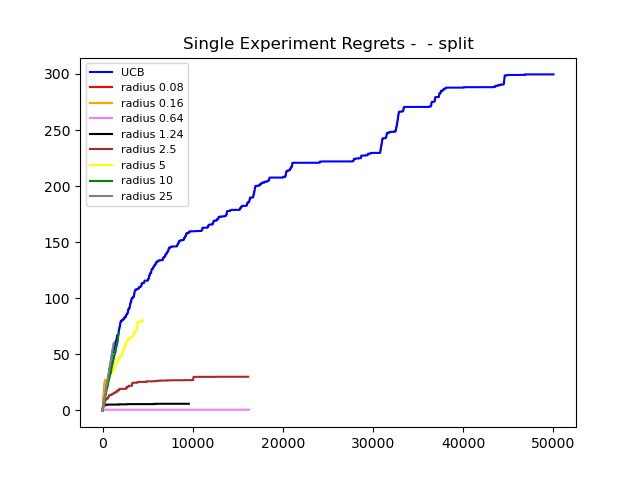 Single Experiment Regrets -  - split
UCB
radius 0.08
radius 0.16
radius 0.64
radius 1.24
radius 2.5
radius 5
radius 10
radius 25
300
250
200
150
100
50
0
0 10000 20000 30000 40000 50000